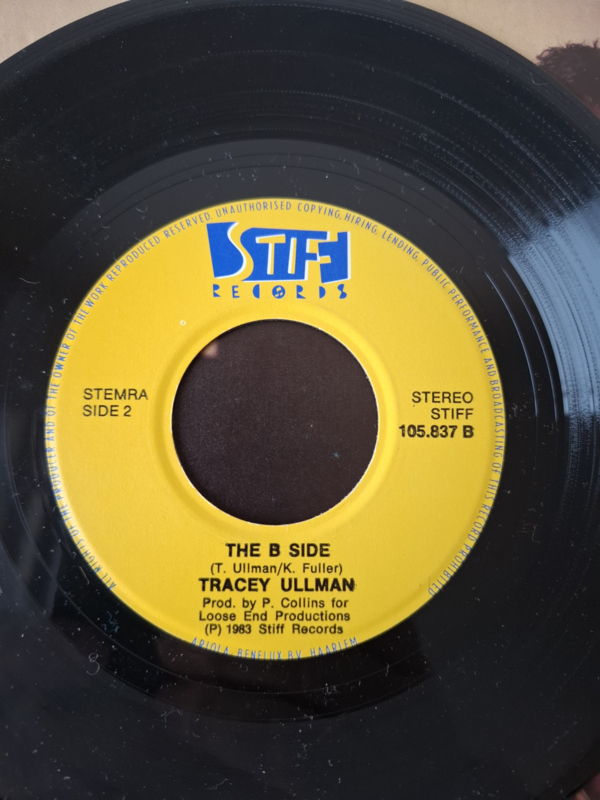 ALL RIGHTS OF THE PRODUCER AND OF THE OWNER OF THE WORK REPRODUCED RESERVED. UNAUTHORISED COPYING, HIRING, LENDING, PUBLIC PERFORMANCE AND BROADCASTING OF THIS RECORD PROHIBITED
STIFF
RECORDS
STEMRA
SIDE 2
STEREO
STIFF
105.837 B
THE B SIDE
(T. Ullman/K. Fuller)
TRACEY ULLMAN
Prod. by P. Collins for
Loose End Productions
(P) 1983 Stiff Records
ARIOLA BENELUX B.V. HAARLEM